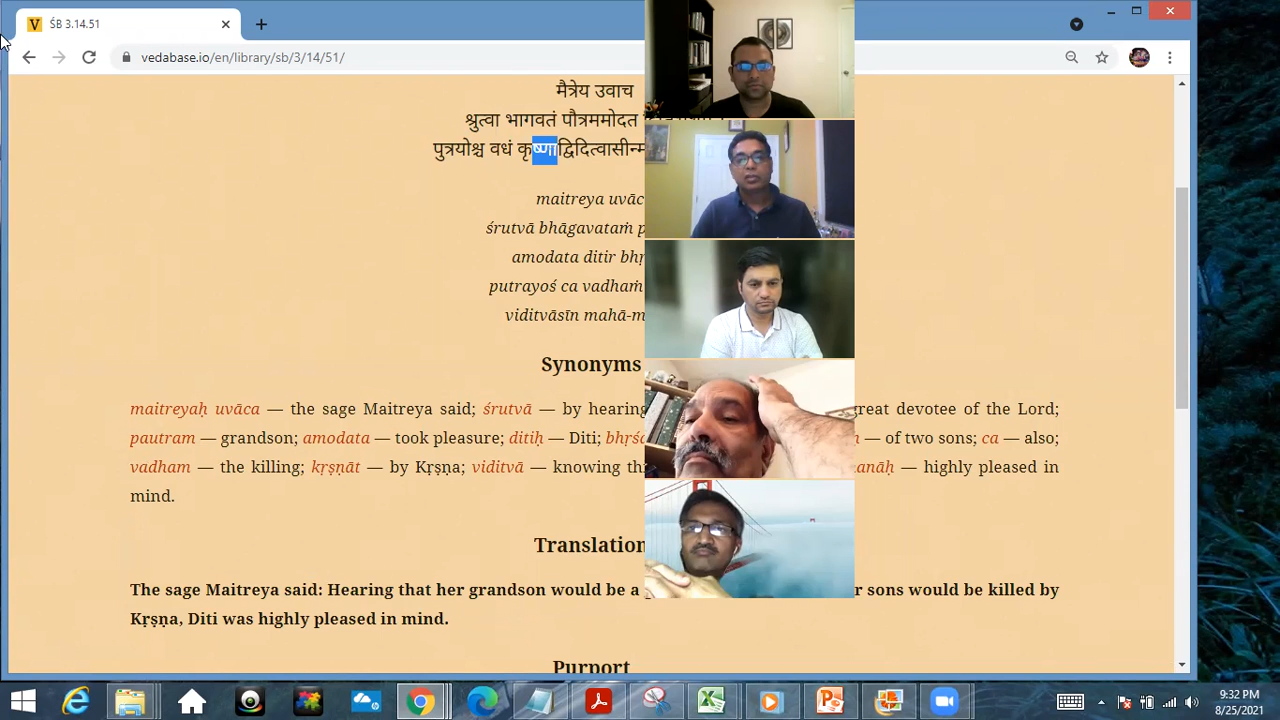 ŚB 3.14.51
vedabase.io/en/library/sb/3/14/51/
मैत्रेय उवाच
श्रुत्वा भागवतं पौत्रममोदत
पुत्रयोश्च वधं कृष्णाद्विदित्वासीन्म
maitreya uvāc
śrutvā bhāgavataṁ p
amodata ditir bhṛ
putrayoś ca vadhaṁ
viditvāsīn mahā-m
Synonyms
maitreyaḥ uvāca — the sage Maitreya said; śrutvā — by hearing great devotee of the Lord;
pautram — grandson; amodata — took pleasure; ditiḥ — Diti; bhṛśa — of two sons; ca — also;
vadham — the killing; kṛṣṇāt — by Kṛṣṇa; viditvā — knowing thi anāḥ — highly pleased in
mind.
Translation
The sage Maitreya said: Hearing that her grandson would be a r sons would be killed by
Kṛṣṇa, Diti was highly pleased in mind.
Purport
9:32 PM
8/25/2021